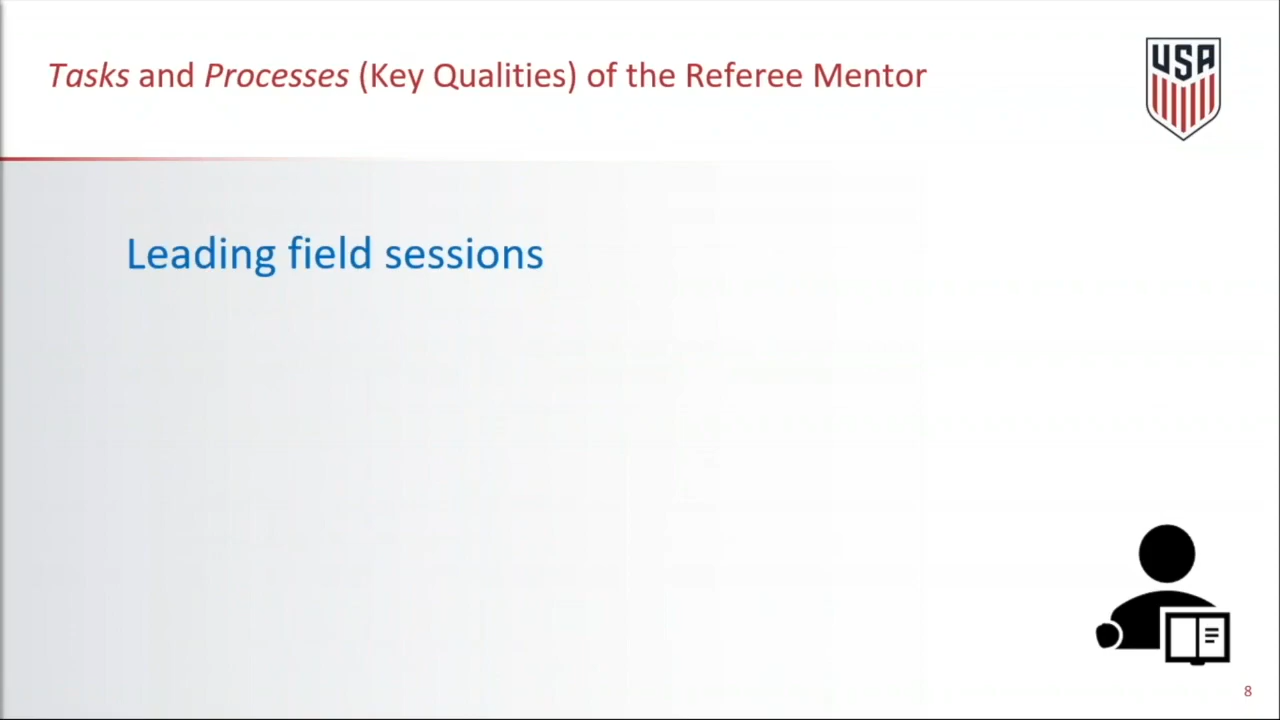 Tasks and Processes (Key Qualities) of the Referee Mentor
USA
Leading field sessions
8